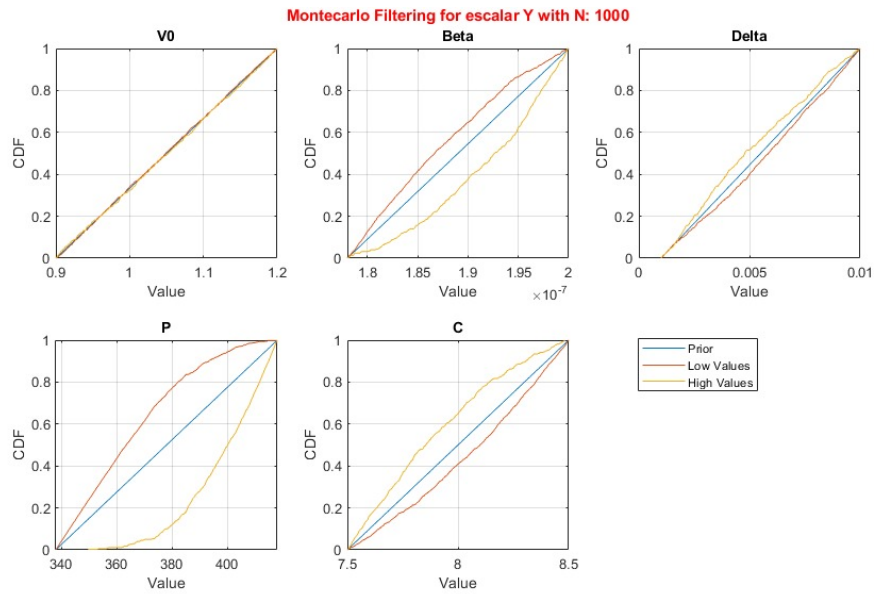 Montecarlo Filtering for escalar Y with N: 1000
V0
1
0.8
0.6
0.4
0.2
0
CDF
0.9
1
1.1
1.2
Value
Beta
1
0.8
0.6
0.4
0.2
0
CDF
1.8
1.85
1.9
1.95
2
Value
×10⁻⁷
Delta
1
0.8
0.6
0.4
0.2
0
CDF
0
0.005
0.01
Value
P
1
0.8
0.6
0.4
0.2
0
CDF
340
360
380
400
Value
C
1
0.8
0.6
0.4
0.2
0
CDF
7.5
8
8.5
Value
Prior
Low Values
High Values